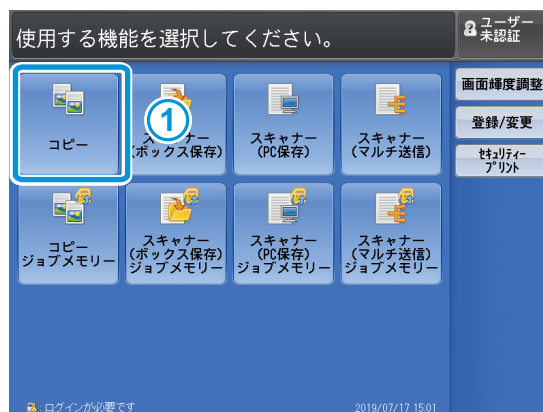 使用する機能を選択してください。
ユーザー
未認証
コピー
①
スキャナー
(ボックス保存)
スキャナー
(PC保存)
スキャナー
(マルチ送信)
画面輝度調整
登録/変更
セキュリティー
プリント
コピー
ジョブメモリー
スキャナー
(ボックス保存)
ジョブメモリー
スキャナー
(PC保存)
ジョブメモリー
スキャナー
(マルチ送信)
ジョブメモリー
:ログインが必要です
2019/07/17 15:01